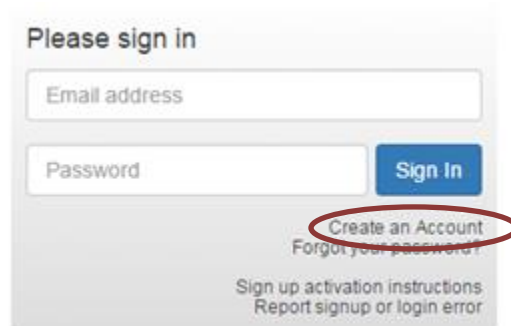 Please sign in
Email address
Password
Sign In
Create an Account
Forgot your password?
Sign up activation instructions
Report signup or login error